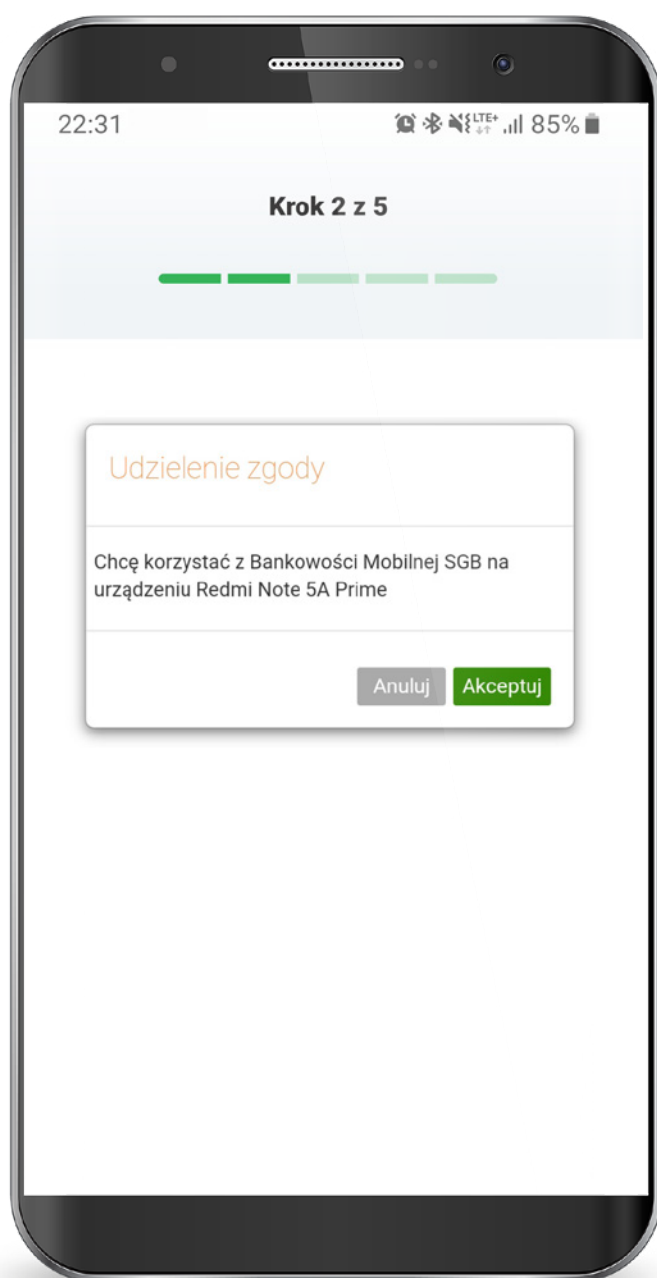 22:31
LTE+ 85%
Krok 2 z 5
Udzielenie zgody
Chcę korzystać z Bankowości Mobilnej SGB na
urządzeniu Redmi Note 5A Prime
Anuluj Akceptuj